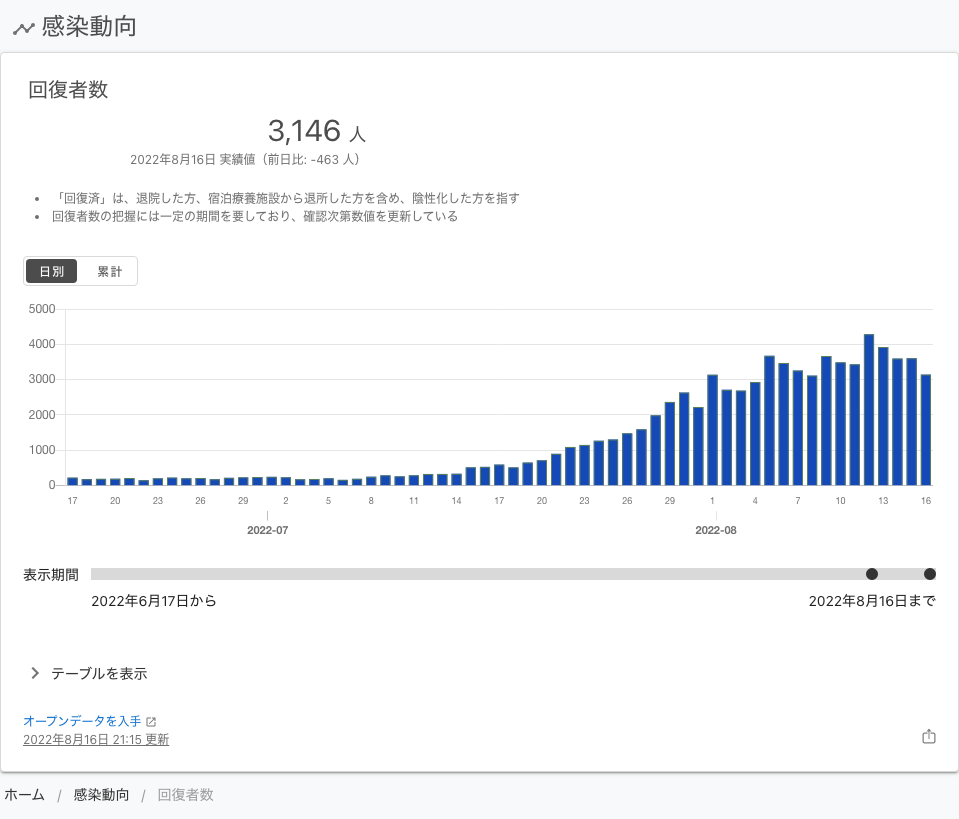 感染動向
回復者数
3,146 人
2022年8月16日 実績値（前日比: -463 人）
• 「回復済」は、退院した方、宿泊療養施設から退所した方を含め、陰性化した方を指す
• 回復者数の把握には一定の期間を要しており、確認次第数値を更新している
日別 累計
5000
4000
3000
2000
1000
0
17 20 23 26 29 2 5 8 11 14 17 20 23 26 29 1 4 7 10 13 16
2022-07 2022-08
表示期間
2022年6月17日から 2022年8月16日まで
テーブルを表示
オープンデータを入手
2022年8月16日 21:15 更新
ホーム / 感染動向 / 回復者数